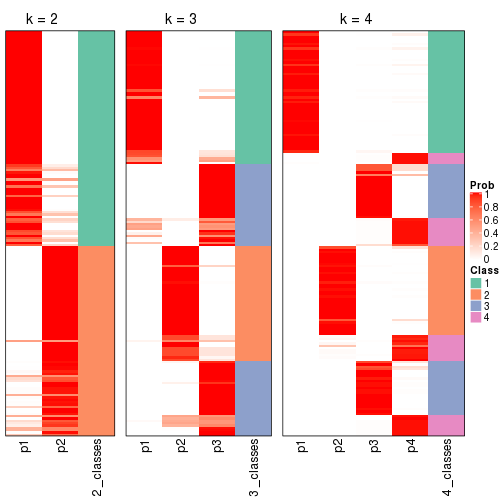 k = 2
k = 3
k = 4
p1
p2
2_classes
p1
p2
p3
3_classes
p1
p2
p3
p4
4_classes
Prob
1
0.8
0.6
0.4
0.2
0
Class
1
2
3
4